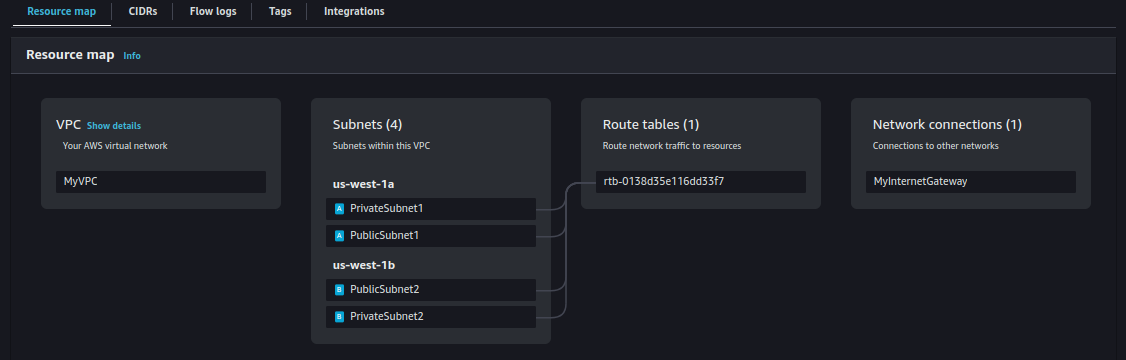 Resource map CIDRs Flow logs Tags Integrations
Resource map Info
VPC Show details
Your AWS virtual network
MyVPC
Subnets (4)
Subnets within this VPC
us-west-1a
A PrivateSubnet1
A PublicSubnet1
us-west-1b
B PublicSubnet2
B PrivateSubnet2
Route tables (1)
Route network traffic to resources
rtb-0138d35e116dd33f7
Network connections (1)
Connections to other networks
MyInternetGateway